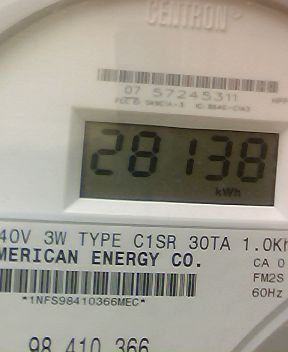 CENTRON
07 57245311
28138
kWh
40V 3W TYPE C1SR 30TA 1.0Kh
MERICAN ENERGY CO.
CA 0
FM2S
60Hz
*1NFS98410366MEC*
98 410 366